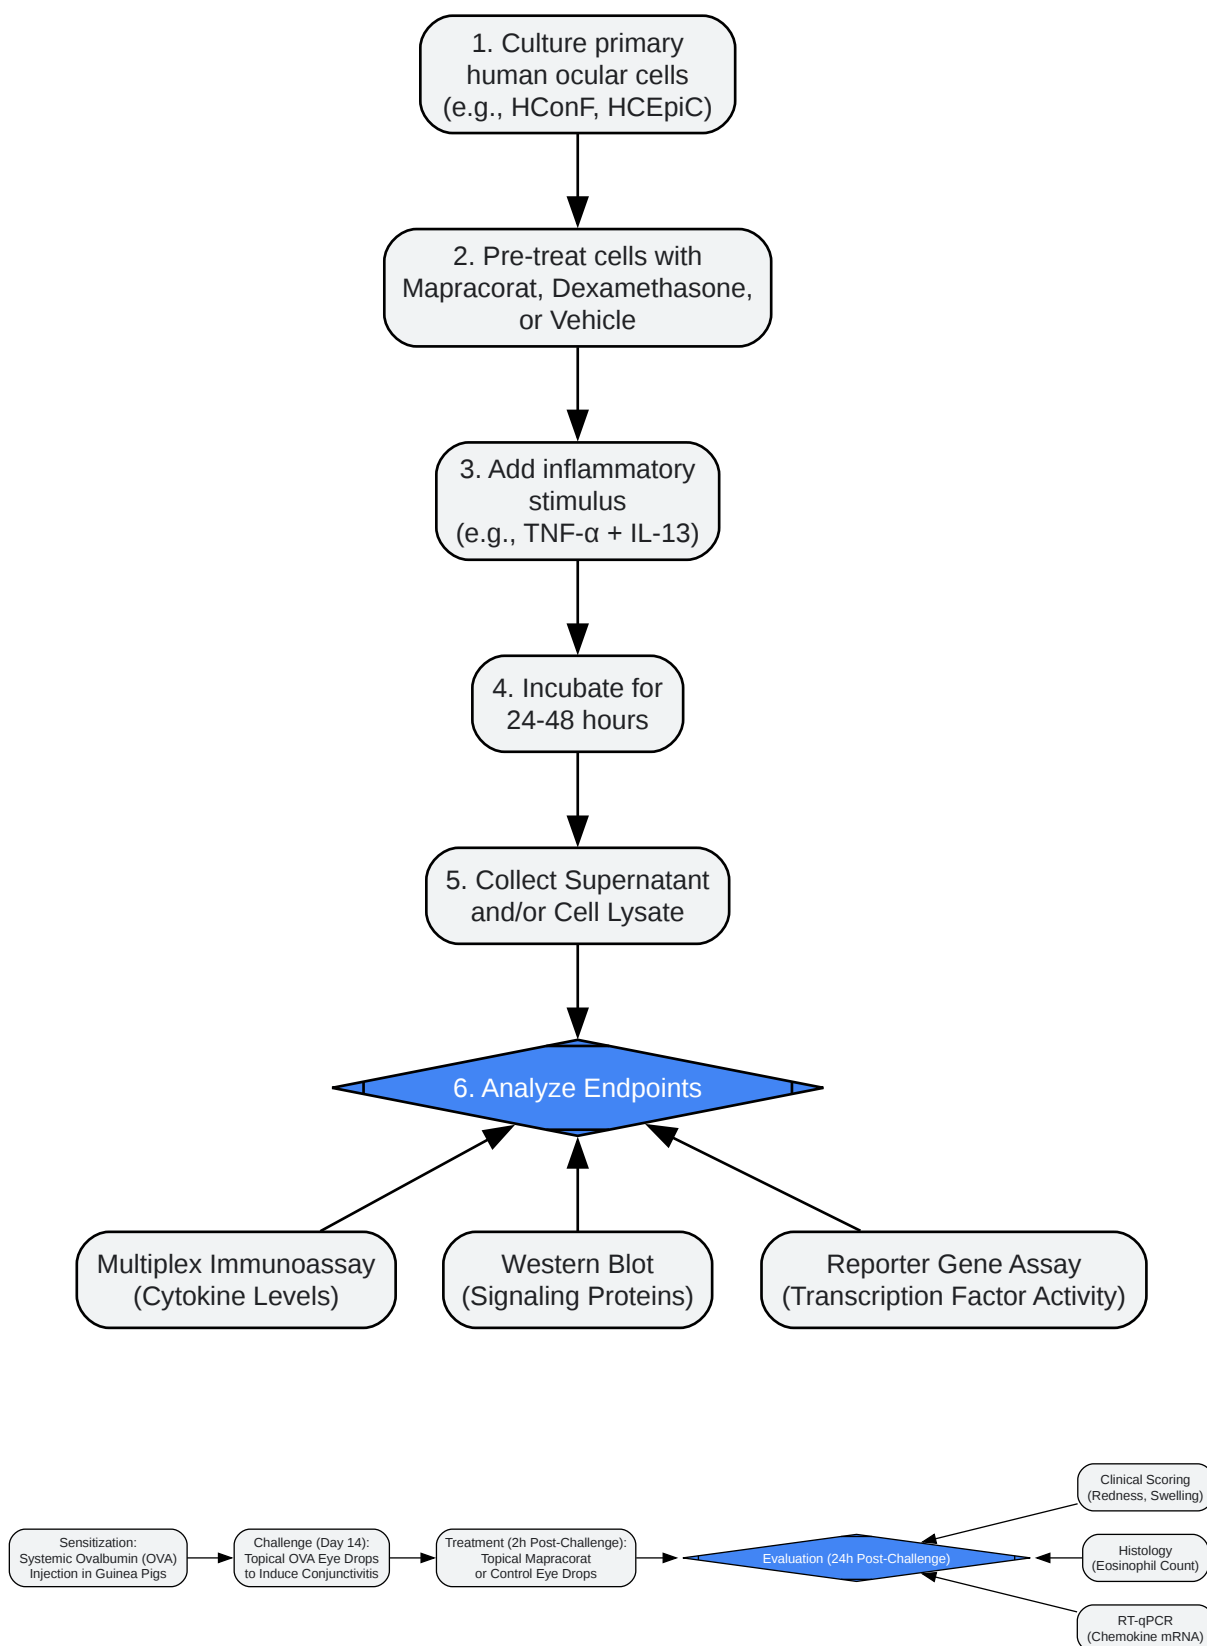 1. Culture primary
human ocular cells
(e.g., HConF, HCEpiC)
2. Pre-treat cells with
Mapracorat, Dexamethasone,
or Vehicle
3. Add inflammatory
stimulus
(e.g., TNF-α + IL-13)
4. Incubate for
24-48 hours
5. Collect Supernatant
and/or Cell Lysate
6. Analyze Endpoints
Multiplex Immunoassay
(Cytokine Levels)
Western Blot
(Signaling Proteins)
Reporter Gene Assay
(Transcription Factor Activity)
Sensitization:
Systemic Ovalbumin (OVA)
Injection in Guinea Pigs
Challenge (Day 14):
Topical OVA Eye Drops
to Induce Conjunctivitis
Treatment (2h Post-Challenge):
Topical Mapracorat
or Control Eye Drops
Evaluation (24h Post-Challenge)
Clinical Scoring
(Redness, Swelling)
Histology
(Eosinophil Count)
RT-qPCR
(Chemokine mRNA)